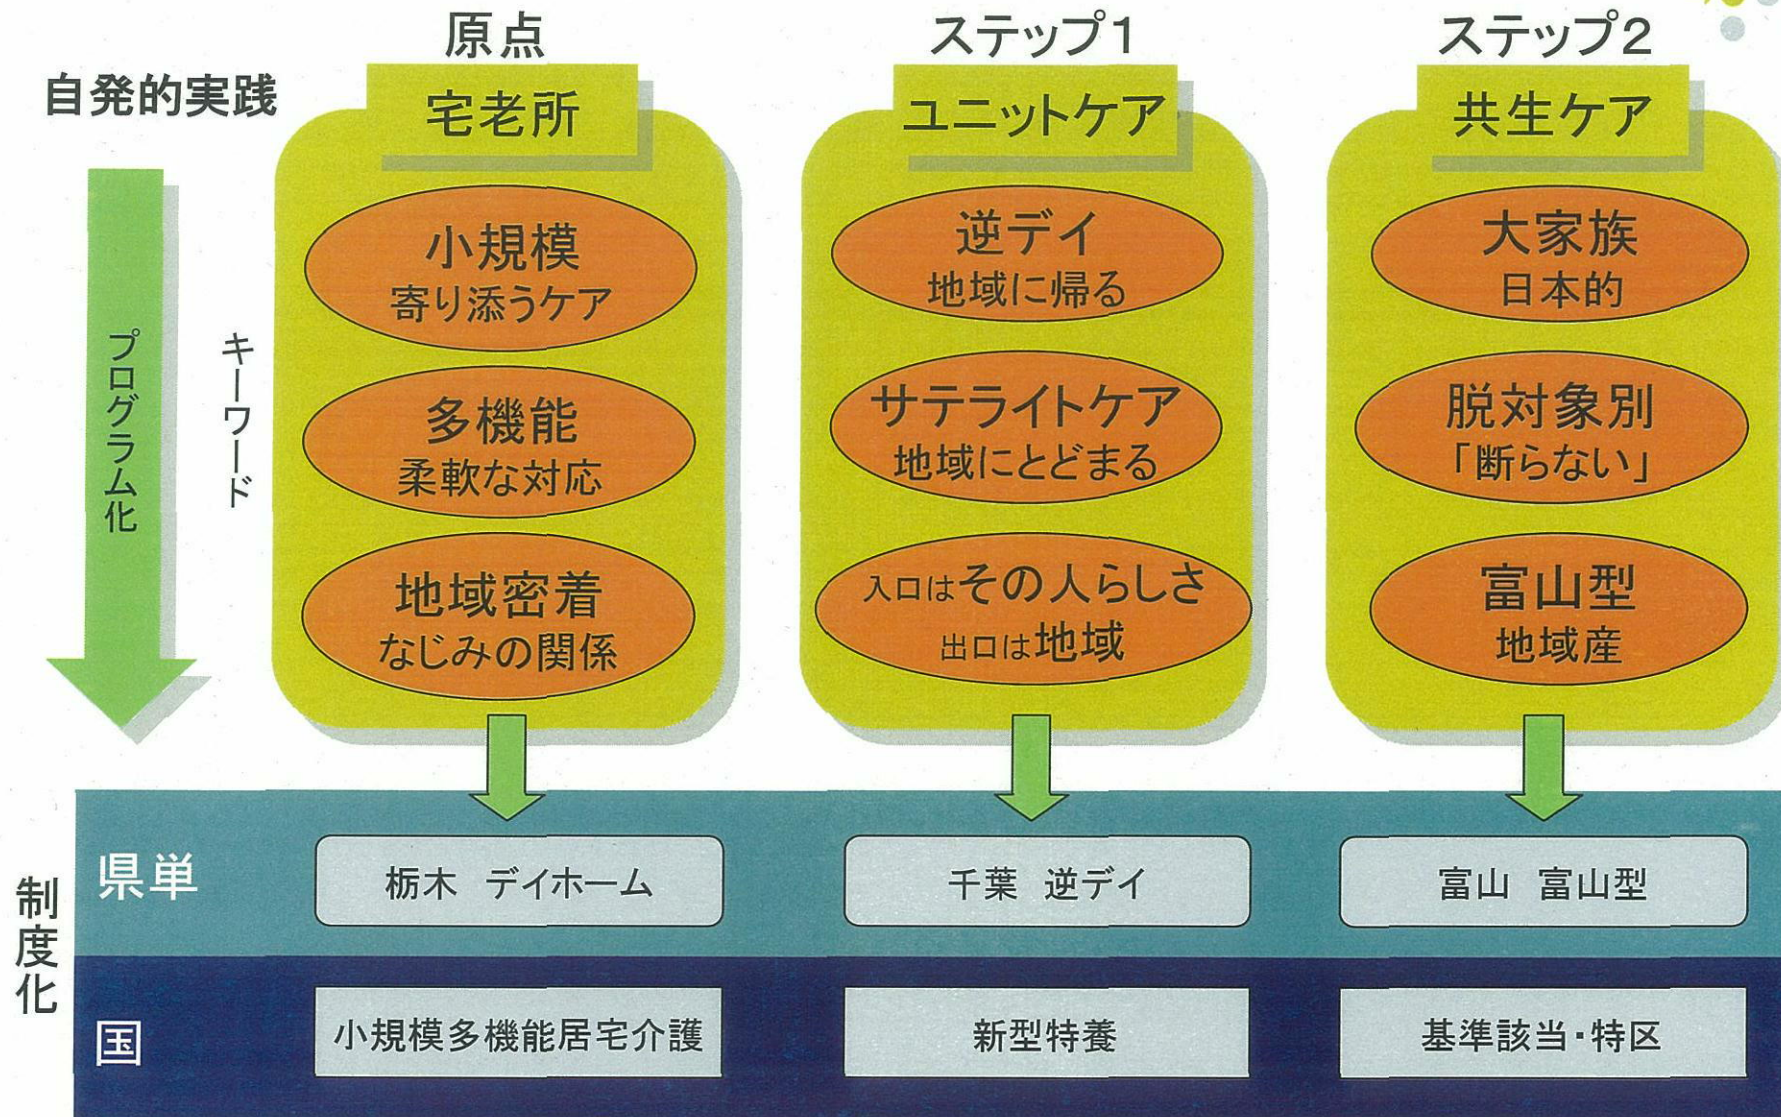 自発的実践
プログラム化
キーワード
原点
宅老所
小規模
寄り添うケア
多機能
柔軟な対応
地域密着
なじみの関係
ステップ1
ユニットケア
逆デイ
地域に帰る
サテライトケア
地域にとどまる
入口はその人らしさ
出口は地域
ステップ2
共生ケア
大家族
日本的
脱対象別
「断らない」
富山型
地域産
制度化
県単
栃木 デイホーム
千葉 逆デイ
富山 富山型
国
小規模多機能居宅介護
新型特養
基準該当・特区